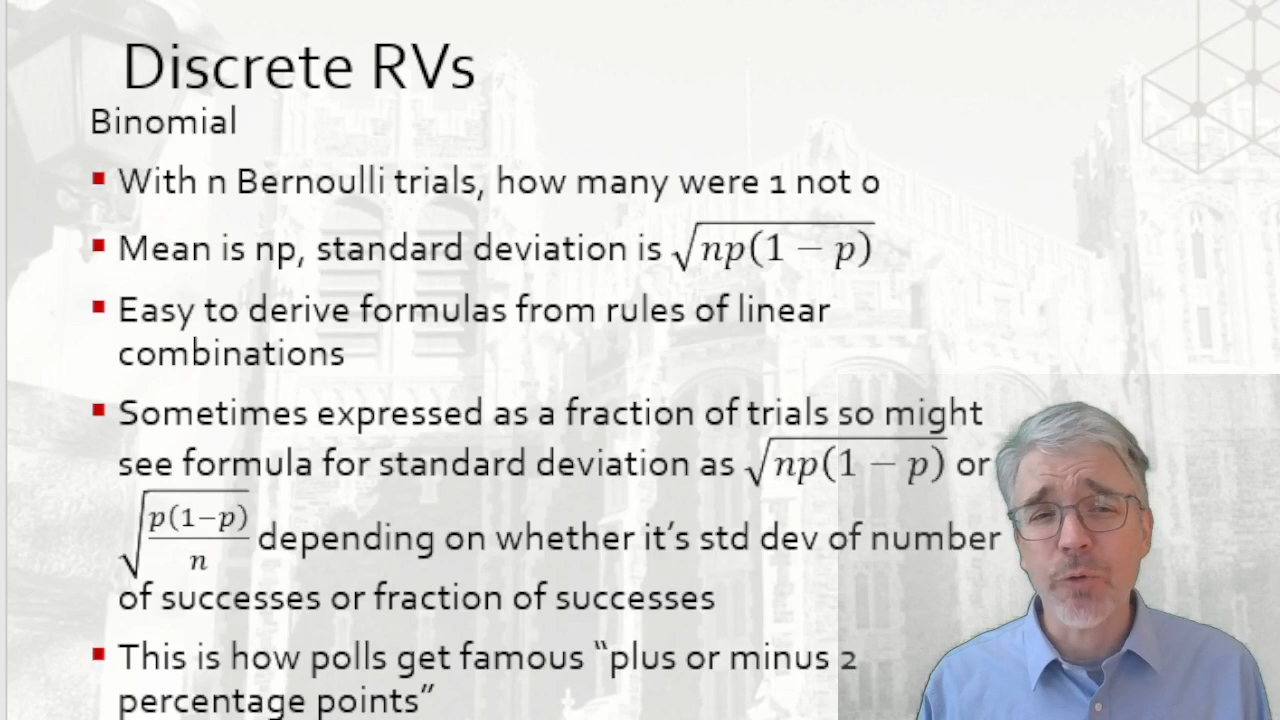 Discrete RVs
Binomial
▪ With n Bernoulli trials, how many were 1 not 0
▪ Mean is np, standard deviation is √np(1 − p)
▪ Easy to derive formulas from rules of linear
combinations
▪ Sometimes expressed as a fraction of trials so might
see formula for standard deviation as √np(1 − p) or
√p(1−p)/n depending on whether it's std dev of number
of successes or fraction of successes
▪ This is how polls get famous "plus or minus 2
percentage points"